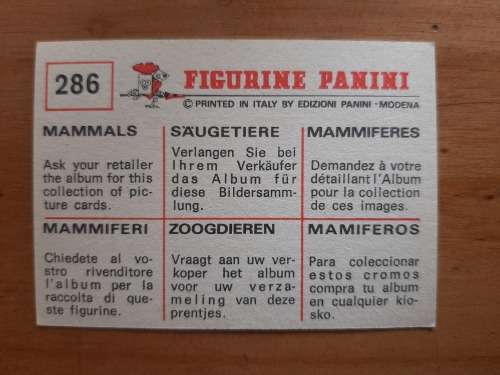 286
FIGURINE PANINI
© PRINTED IN ITALY BY EDIZIONI PANINI - MODENA
MAMMALS
Ask your retailer
the album for this
collection of pic-
ture cards.
SÄUGETIERE
Verlangen Sie bei
Ihrem Verkäufer
das Album für
diese Bildersamm-
lung.
MAMMIFERES
Demandez à votre
détaillant l'Album
pour la collection
de ces images.
MAMMIFERI
Chiedete al vo-
stro rivenditore
l'album per la
raccolta di que-
ste figurine.
ZOOGDIEREN
Vraagt aan uw ver-
koper het album
voor uw verza-
meling van deze
prentjes.
MAMIFEROS
Para coleccionar
estos cromos
compra tu album
en cualquier kio-
sko.